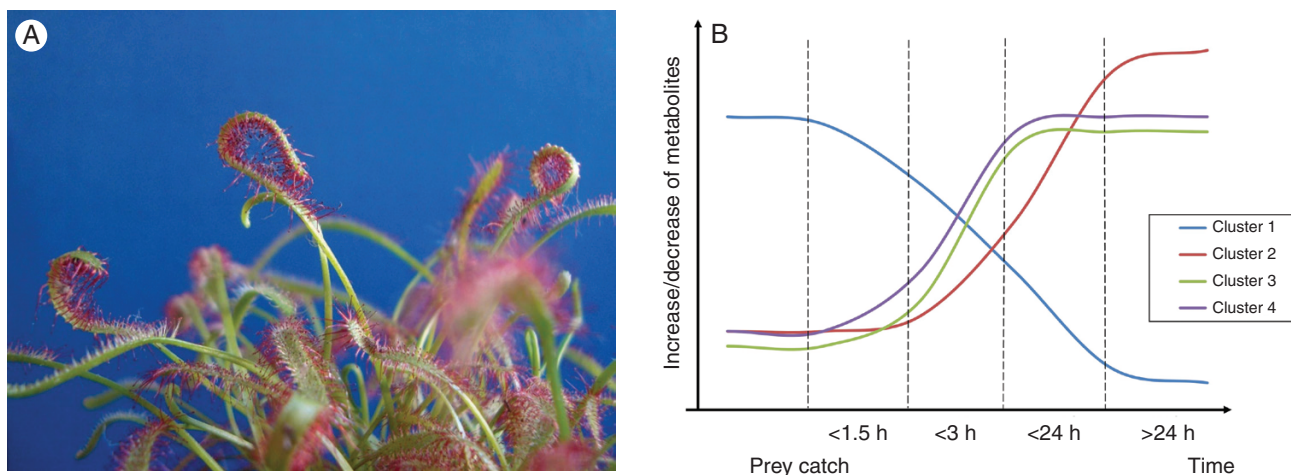 A
B
Increase/decrease of metabolites
Cluster 1
Cluster 2
Cluster 3
Cluster 4
<1.5 h
<3 h
<24 h
>24 h
Prey catch
Time